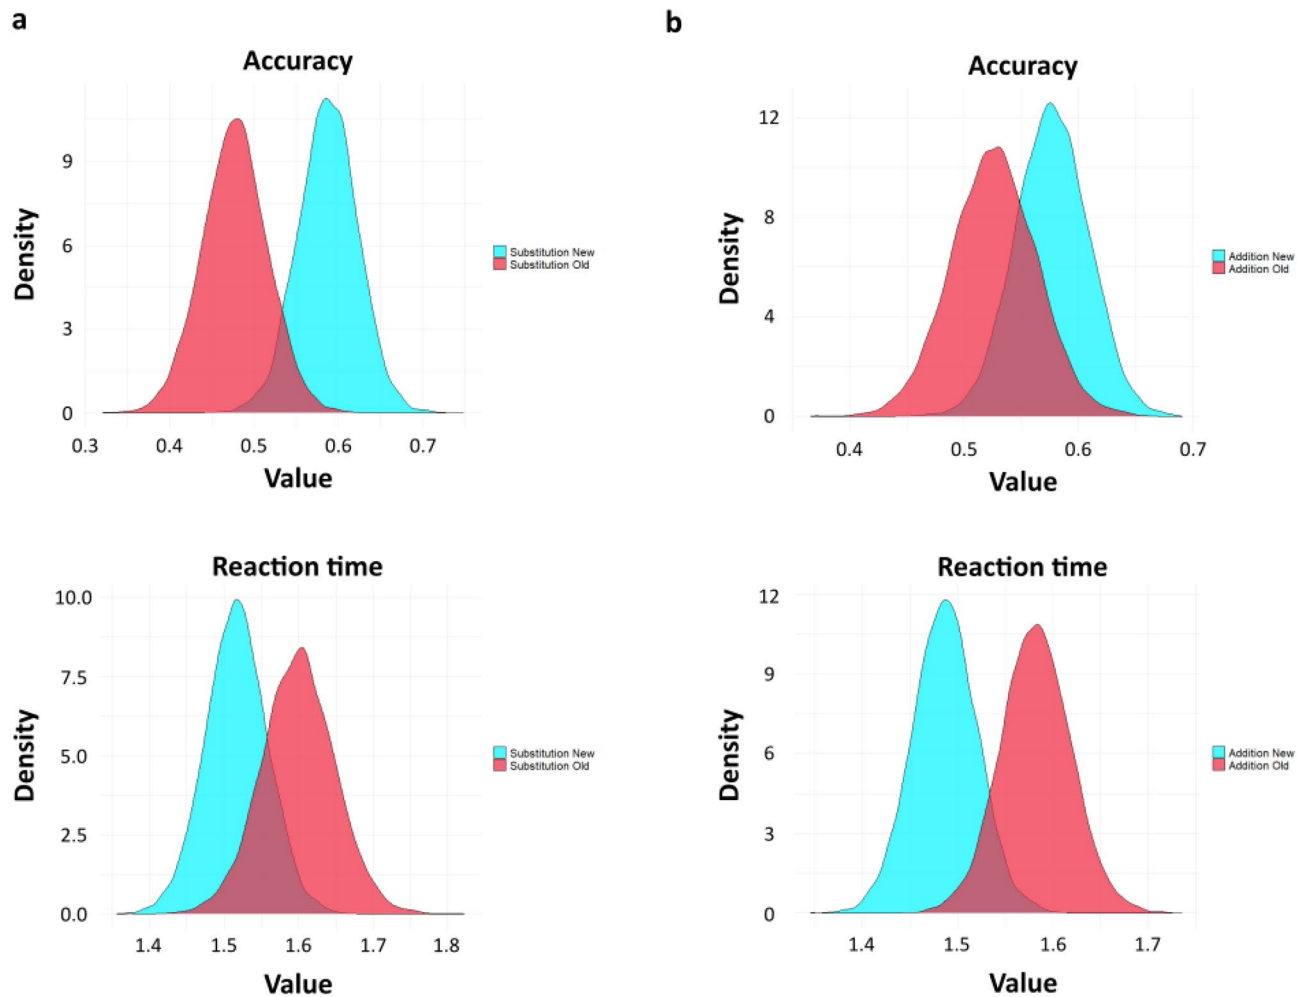 a
Accuracy
Density
9
6
3
0
0.3 0.4 0.5 0.6 0.7
Value
Substitution New
Substitution Old
b
Accuracy
Density
12
8
4
0
0.4 0.5 0.6 0.7
Value
Addition New
Addition Old
Reaction time
Density
10.0
7.5
5.0
2.5
0.0
1.4 1.5 1.6 1.7 1.8
Value
Substitution New
Substitution Old
Reaction time
Density
12
9
6
3
0
1.4 1.5 1.6 1.7
Value
Addition New
Addition Old